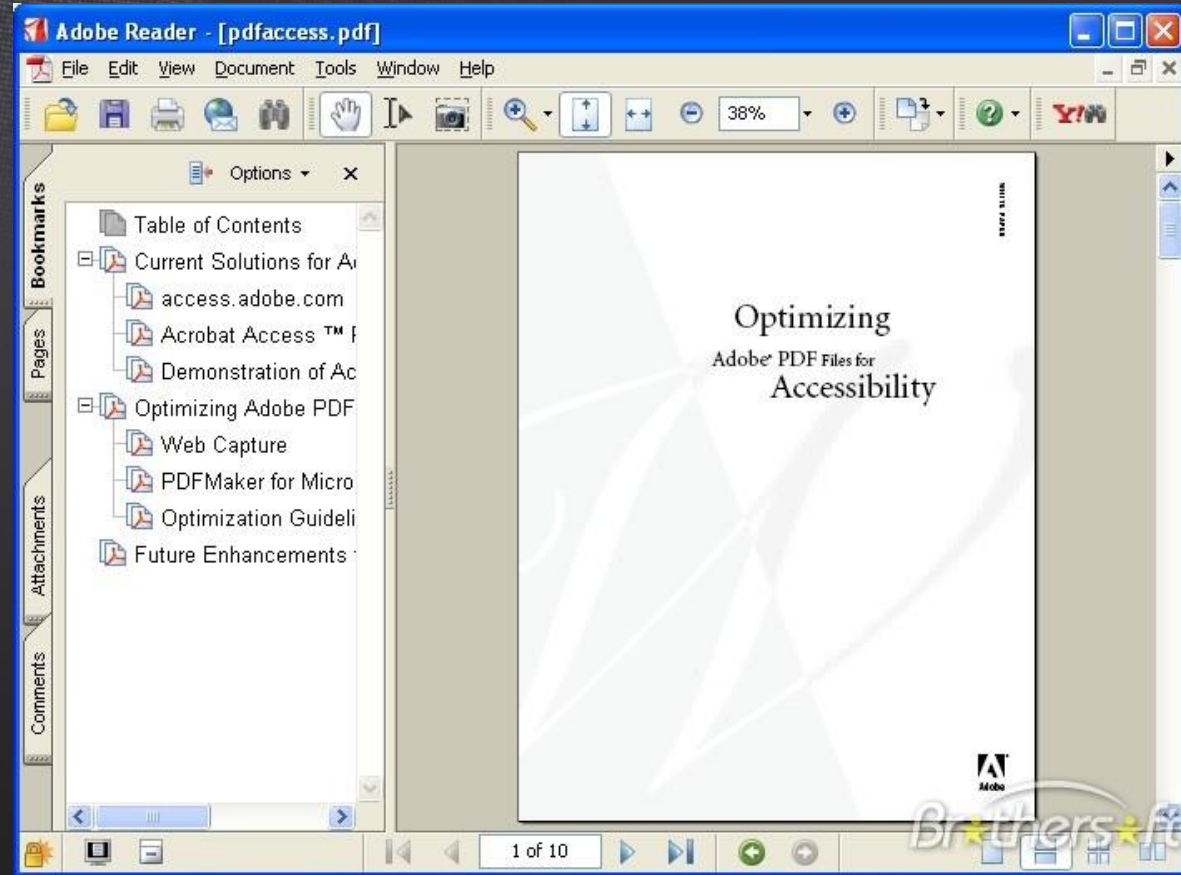 Adobe Reader - [pdfaccess.pdf]
File Edit View Document Tools Window Help
38%
Y!
Options
Bookmarks
Pages
Attachments
Comments
Table of Contents
Current Solutions for A
access.adobe.com
Acrobat Access ™
Demonstration of Ac
Optimizing Adobe PDF
Web Capture
PDFMaker for Micro
Optimization Guideli
Future Enhancements
WHITE PAPER
Optimizing
Adobe® PDF Files for
Accessibility
Adobe
1 of 10
Brothersoft